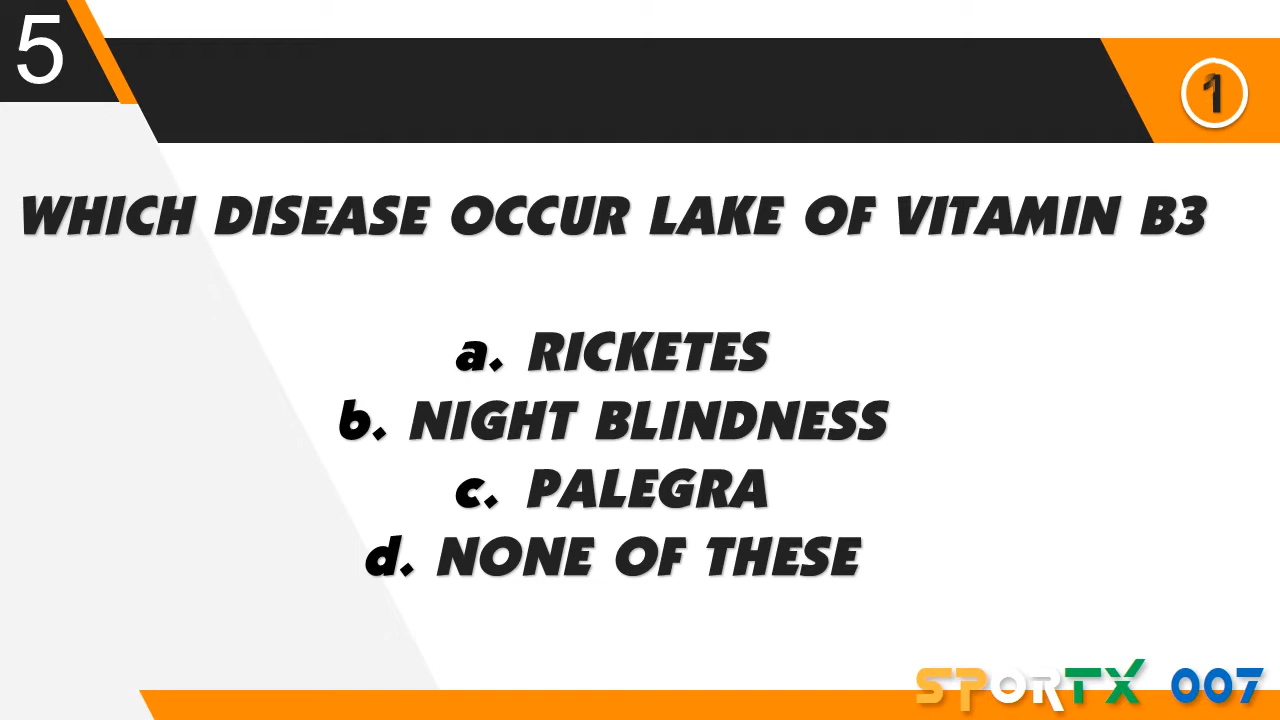 5
1
WHICH DISEASE OCCUR LAKE OF VITAMIN B3
a. RICKETES
b. NIGHT BLINDNESS
c. PALEGRA
d. NONE OF THESE
SPORTX 007